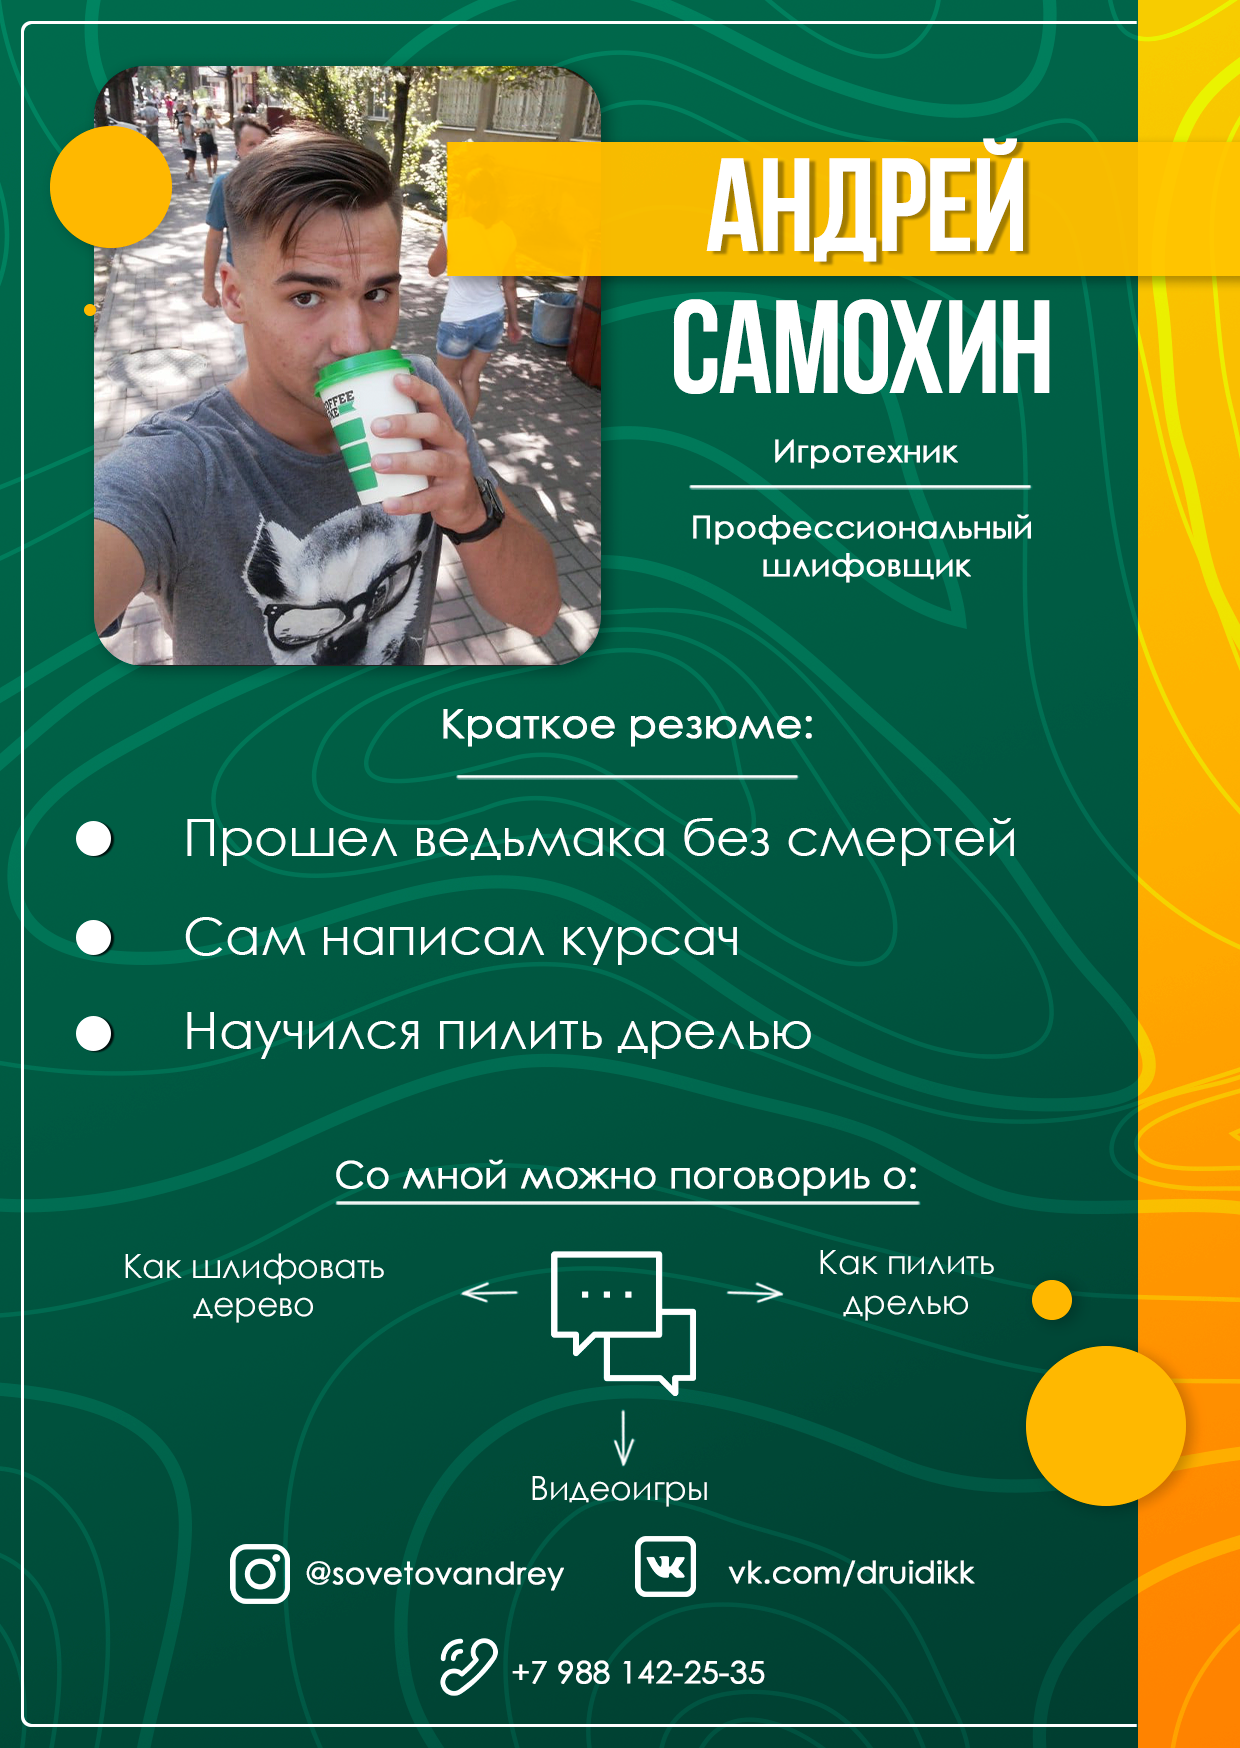 АНДРЕЙ
САМОХИН
Игротехник
Профессиональный
шлифовщик
Краткое резюме:
Прошел ведьмака без смертей
Сам написал курсач
Научился пилить дрелью
Со мной можно поговориь о:
Как шлифовать
дерево
Как пилить
дрелью
Видеоигры
@sovetovandrey
vk.com/druidikk
+7 988 142-25-35